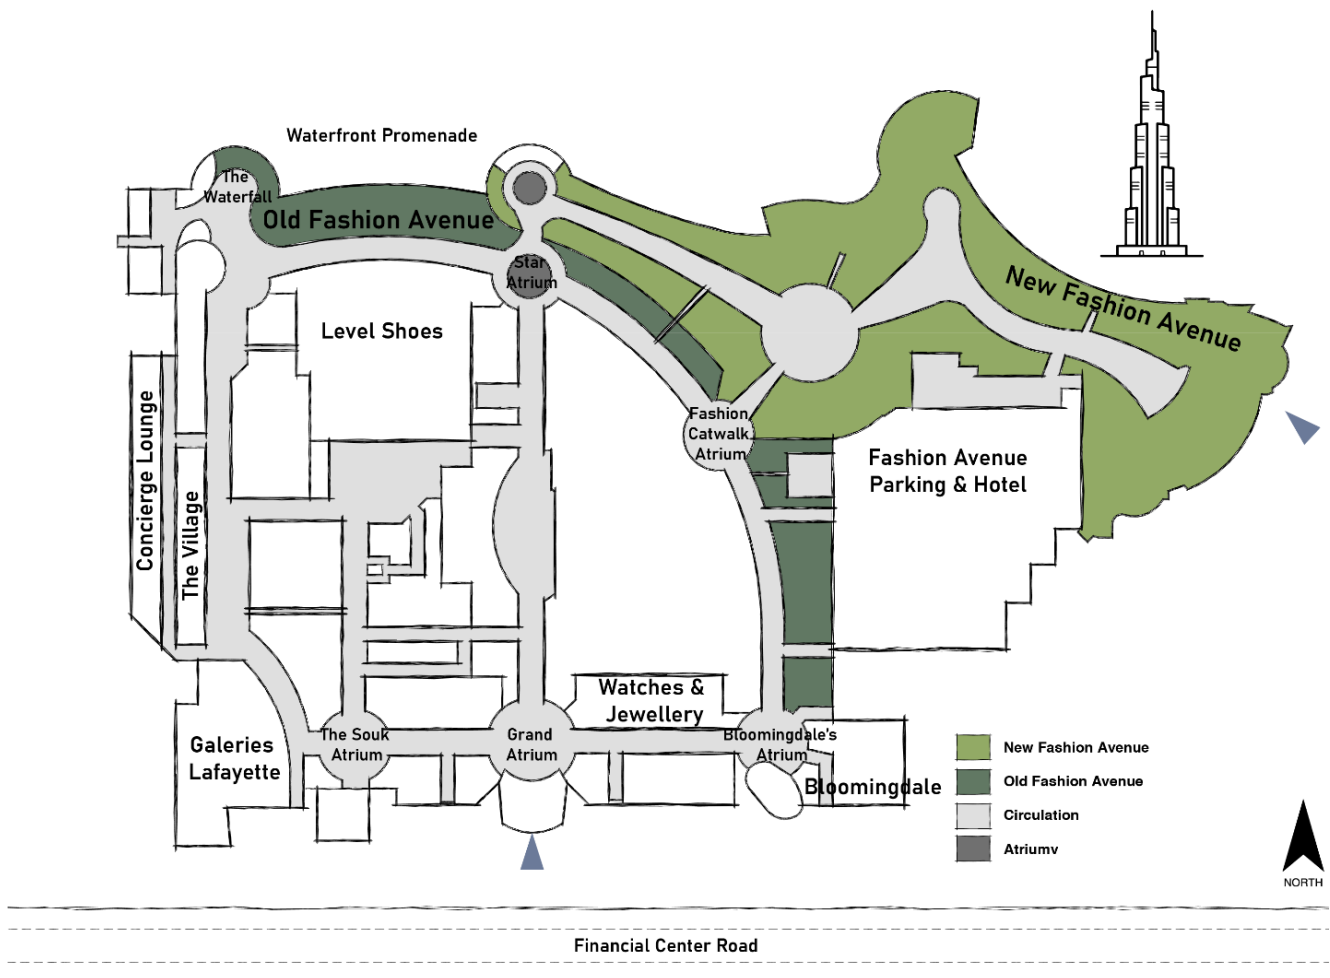 Waterfront Promenade
The
Waterfall
Old Fashion Avenue
Star
Atrium
New Fashion Avenue
Level Shoes
Concierge Lounge
The Village
Fashion
Catwalk
Atrium
Fashion Avenue
Parking & Hotel
Watches &
Jewellery
Galeries
Lafayette
The Souk
Atrium
Grand
Atrium
Bloomingdale's
Atrium
Bloomingdale
New Fashion Avenue
Old Fashion Avenue
Circulation
Atriumv
NORTH
Financial Center Road